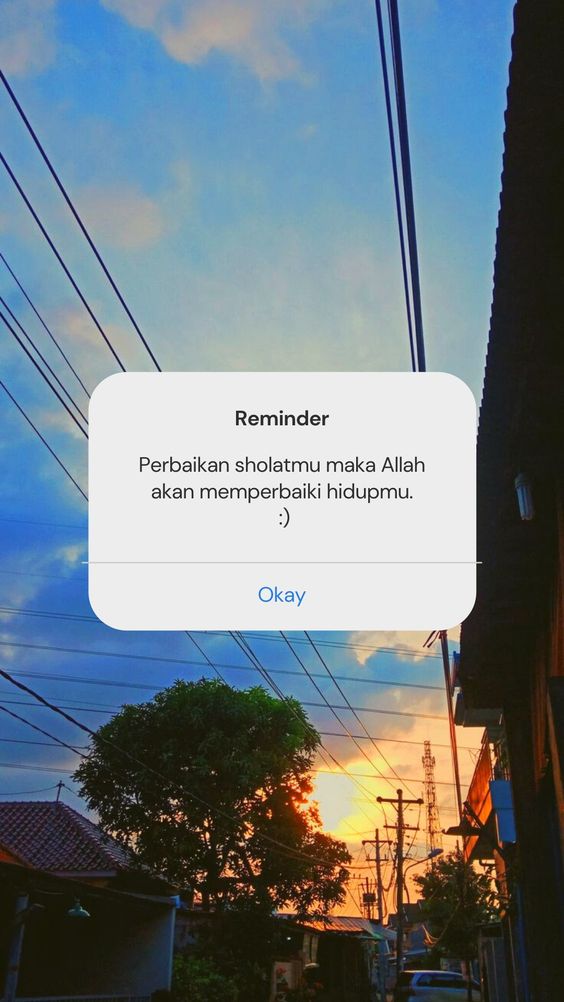 Reminder
Perbaikan sholatmu maka Allah
akan memperbaiki hidupmu.
:)
Okay